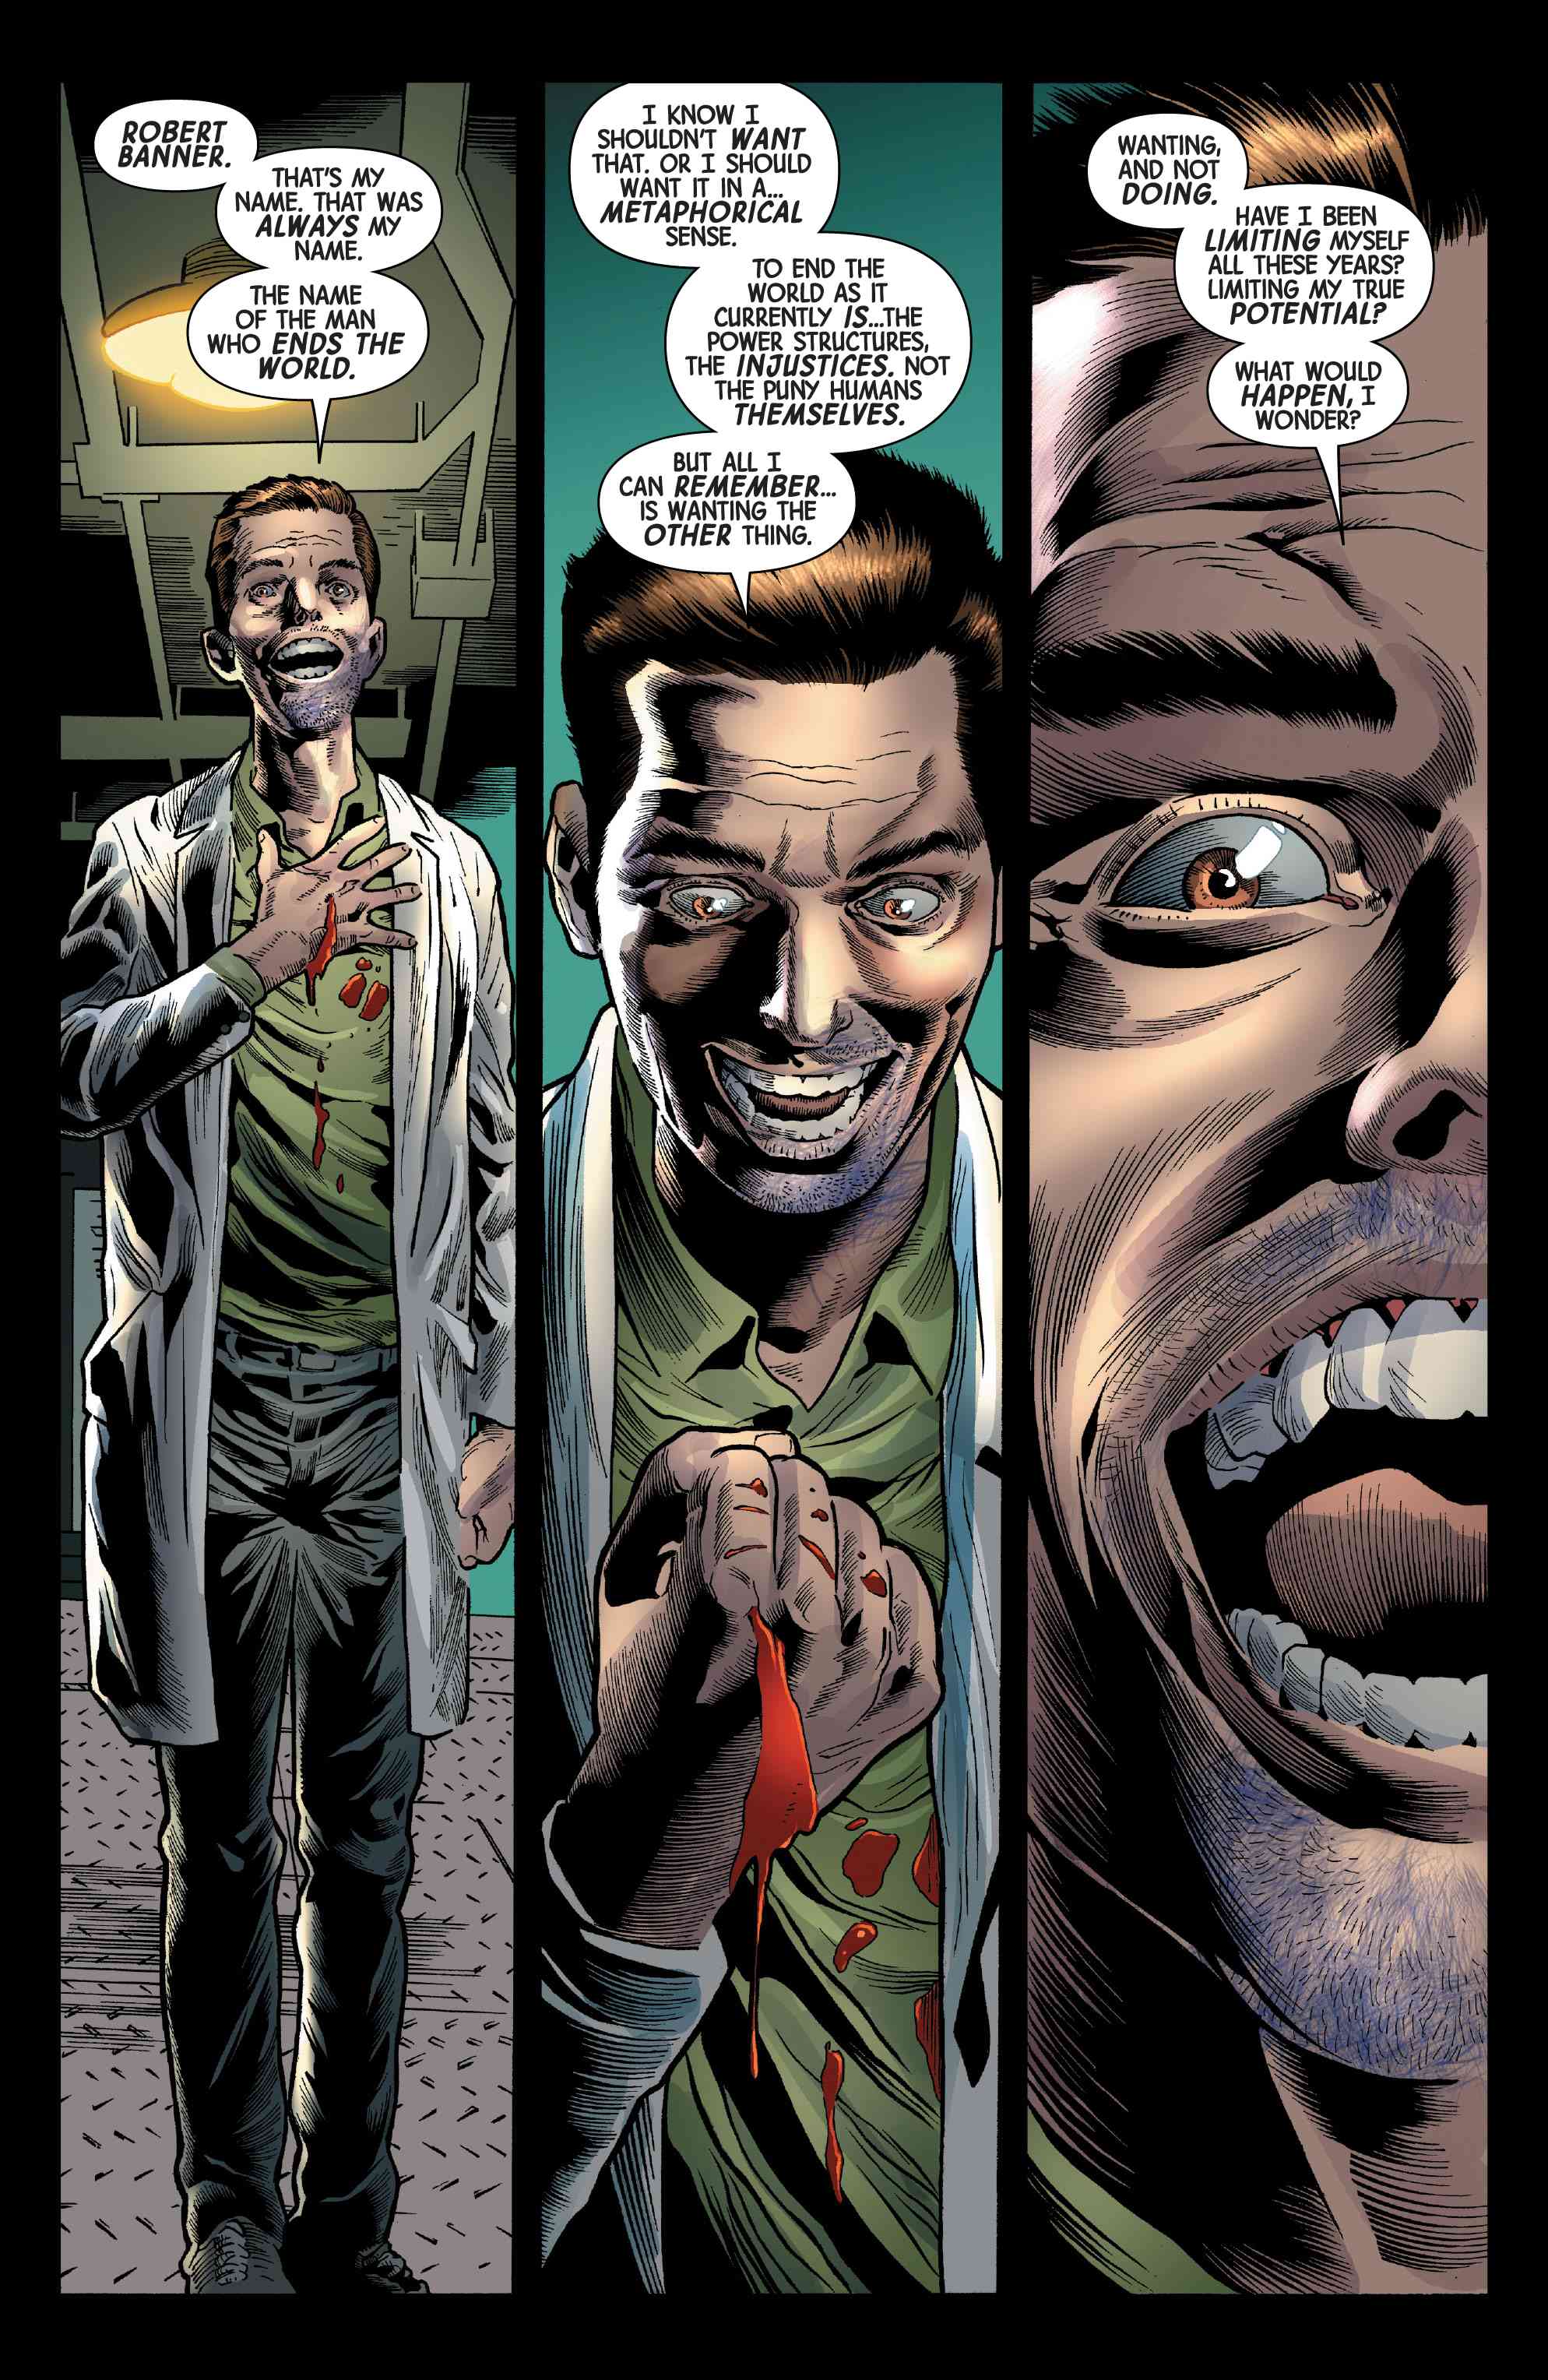 ROBERT
BANNER.
THAT'S MY
NAME. THAT WAS
ALWAYS MY
NAME.
THE NAME
OF THE MAN
WHO ENDS THE
WORLD.
I KNOW I
SHOULDN'T WANT
THAT. OR I SHOULD
WANT IT IN A...
METAPHORICAL
SENSE.
TO END THE
WORLD AS IT
CURRENTLY IS...THE
POWER STRUCTURES,
THE INJUSTICES. NOT
THE PUNY HUMANS
THEMSELVES.
BUT ALL I
CAN REMEMBER...
IS WANTING THE
OTHER THING.
WANTING,
AND NOT
DOING.
HAVE I BEEN
LIMITING MYSELF
ALL THESE YEARS?
LIMITING MY TRUE
POTENTIAL?
WHAT WOULD
HAPPEN, I
WONDER?